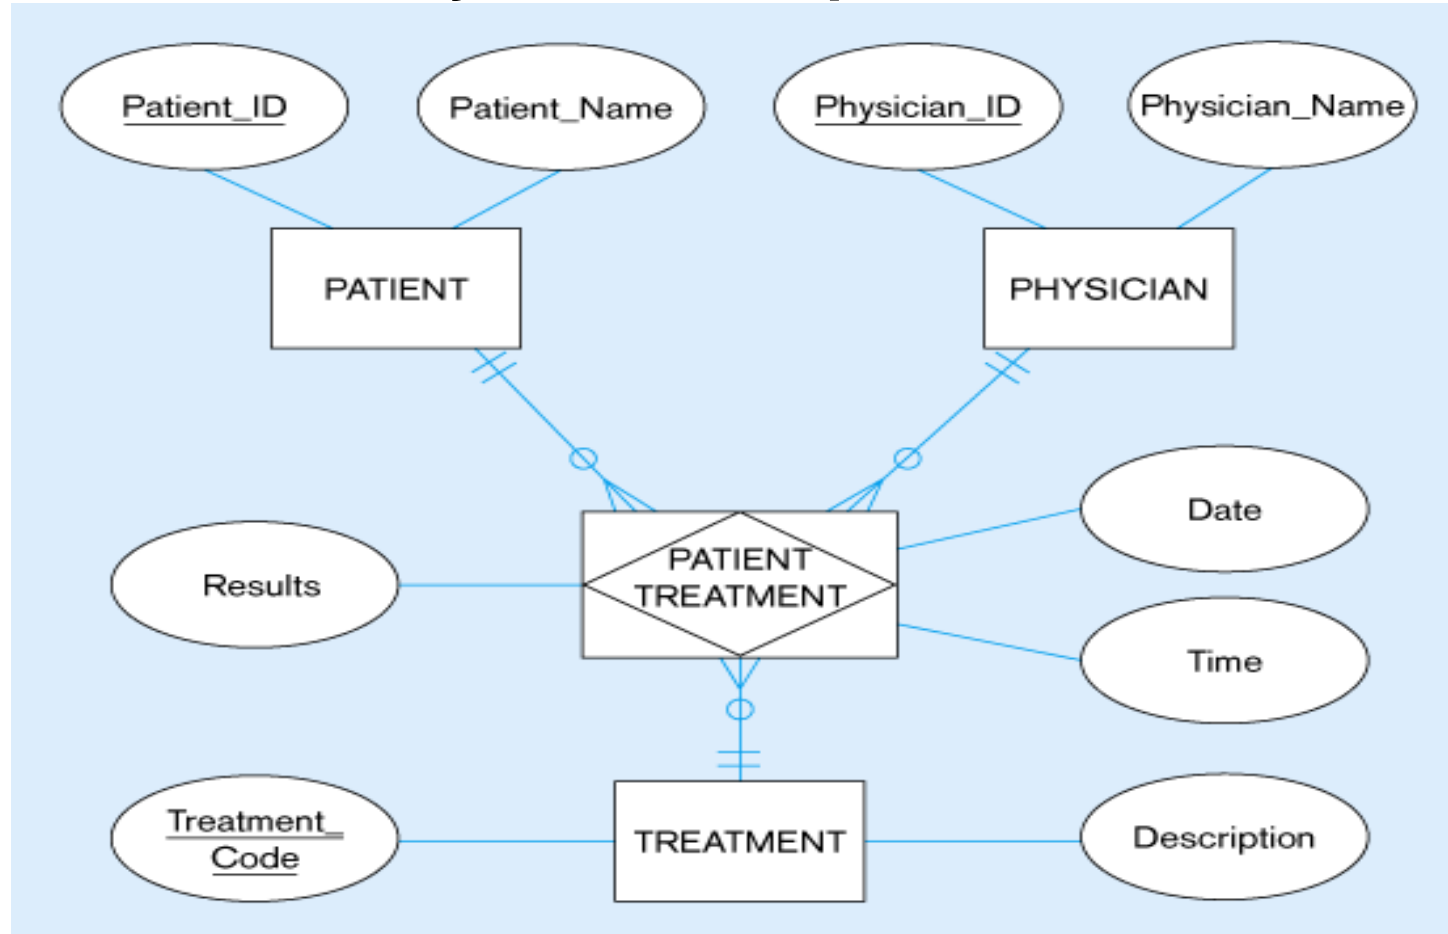 Patient_ID
Patient_Name
Physician_ID
Physician_Name
PATIENT
PHYSICIAN
Date
Results
PATIENT
TREATMENT
Time
Treatment_
Code
TREATMENT
Description